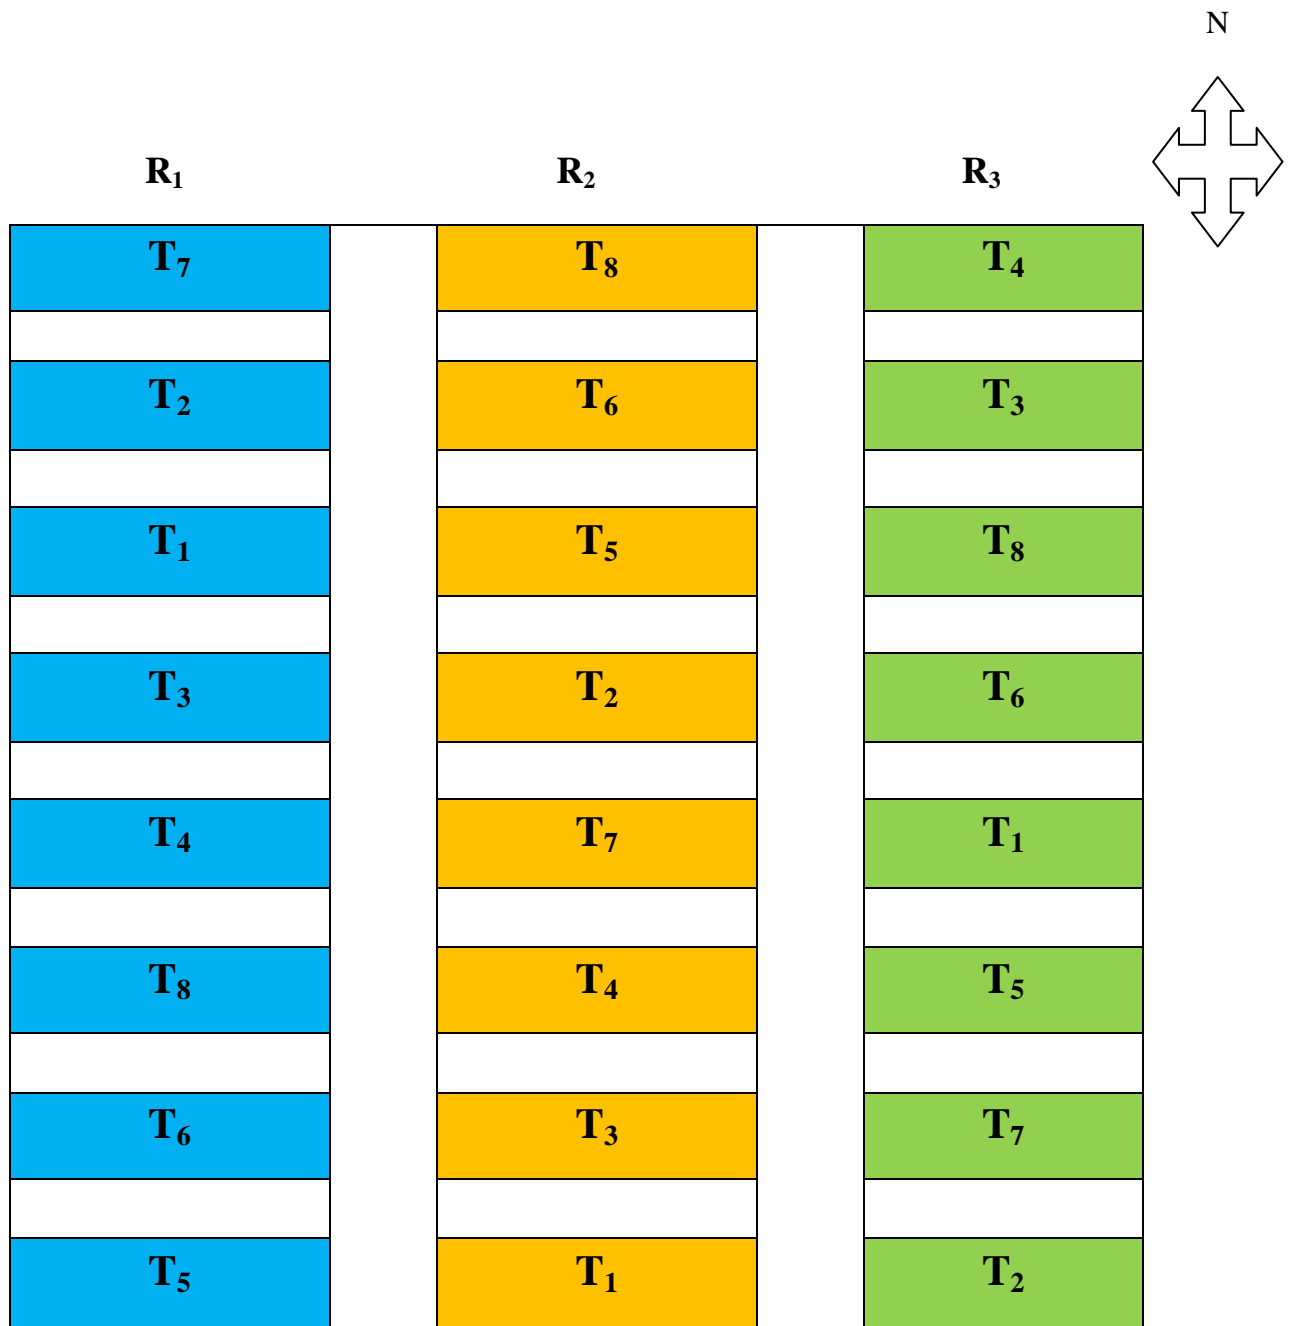 N
R₁ R₂ R₃
T₇ T₈ T₄
T₂ T₆ T₃
T₁ T₅ T₈
T₃ T₂ T₆
T₄ T₇ T₁
T₈ T₄ T₅
T₆ T₃ T₇
T₅ T₁ T₂